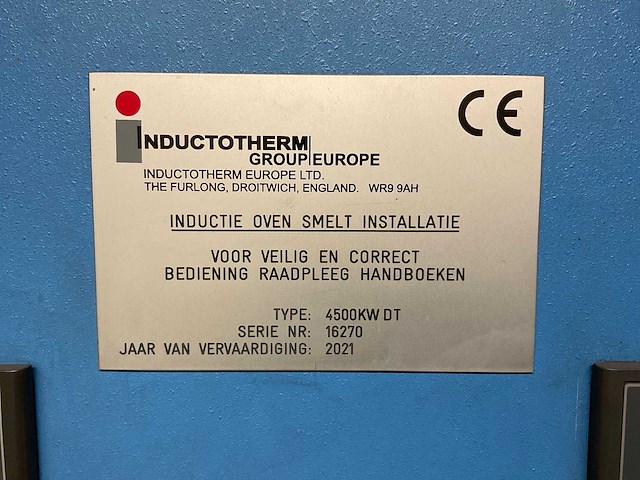 INDUCTOTHERM
GROUP EUROPE
INDUCTOTHERM EUROPE LTD.
THE FURLONG, DROITWICH, ENGLAND. WR9 9AH
CE
INDUCTIE OVEN SMELT INSTALLATIE
VOOR VEILIG EN CORRECT
BEDIENING RAADPLEEG HANDBOEKEN
TYPE: 4500KW DT
SERIE NR: 16270
JAAR VAN VERVAARDIGING: 2021